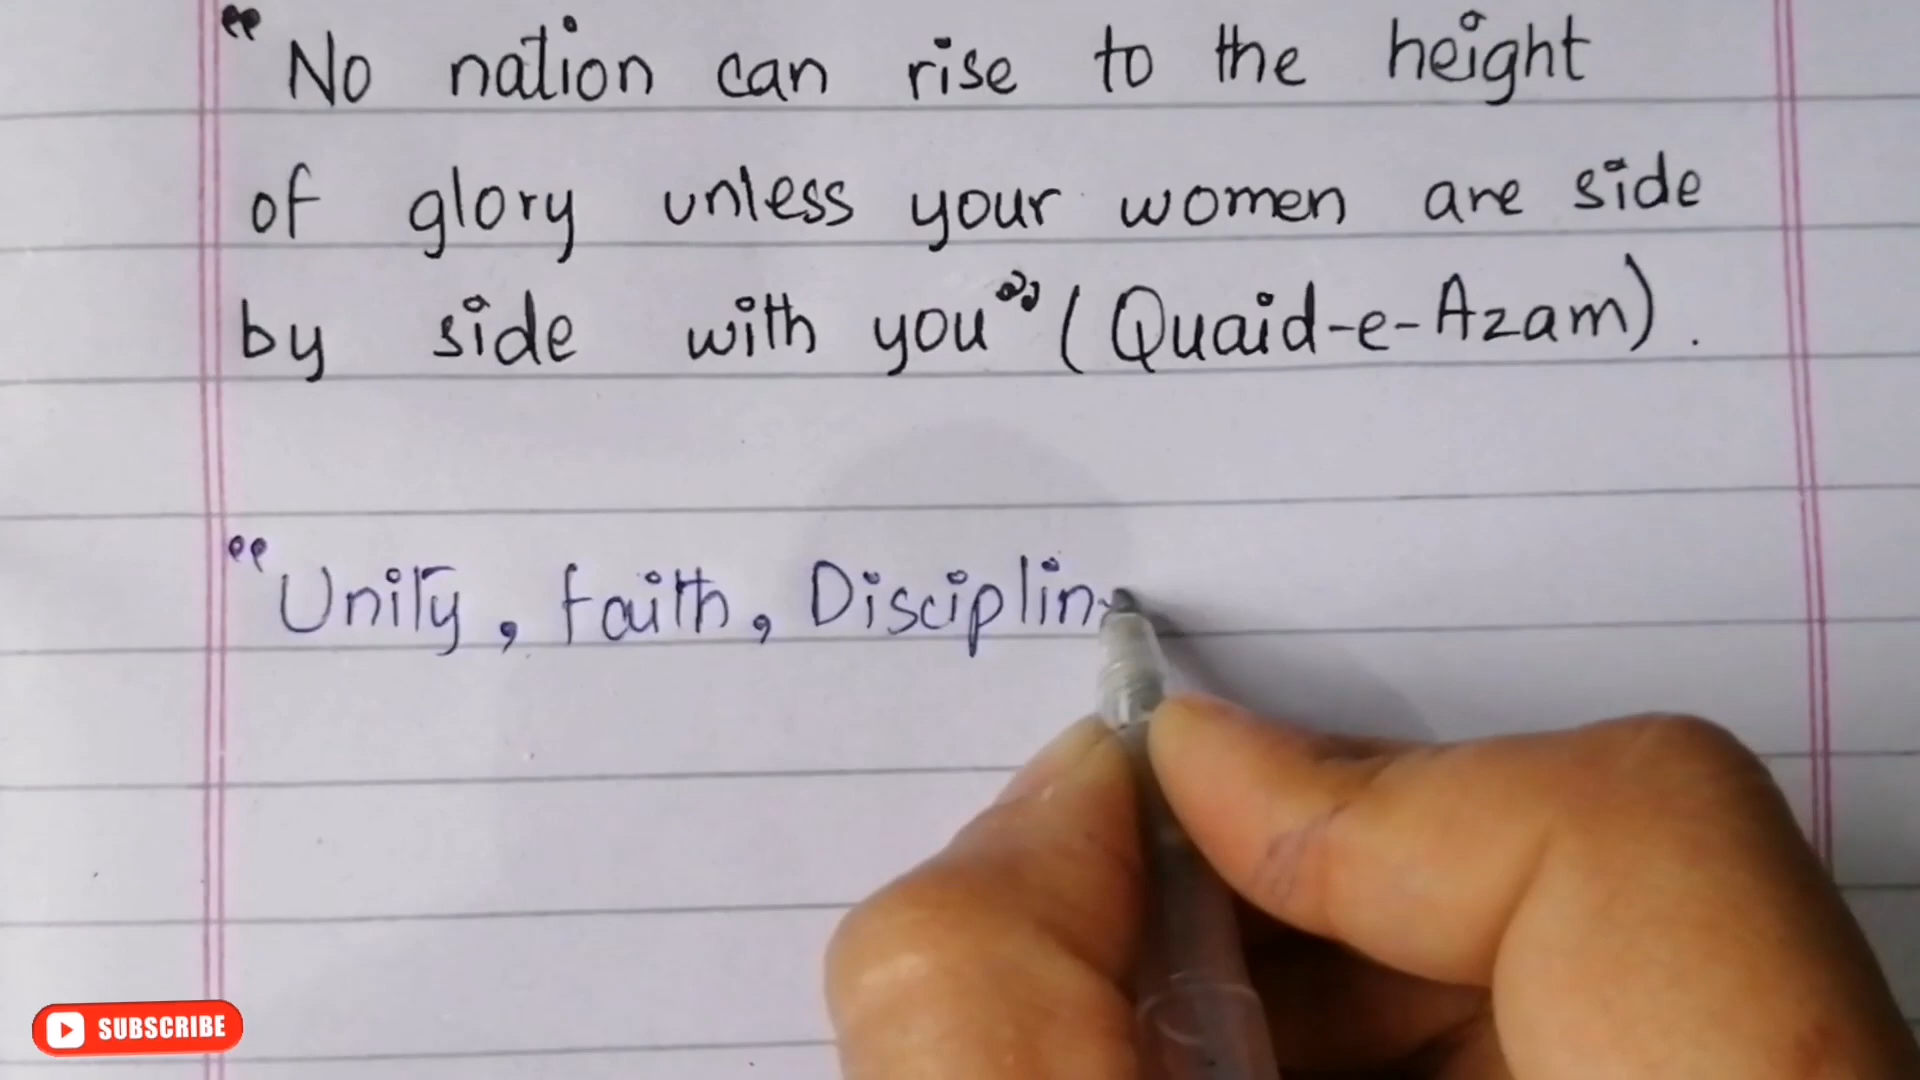 “No nation can rise to the height
of glory unless your women are side
by side with you” (Quaid-e-Azam).
“Unity, Faith, Disciplin
SUBSCRIBE